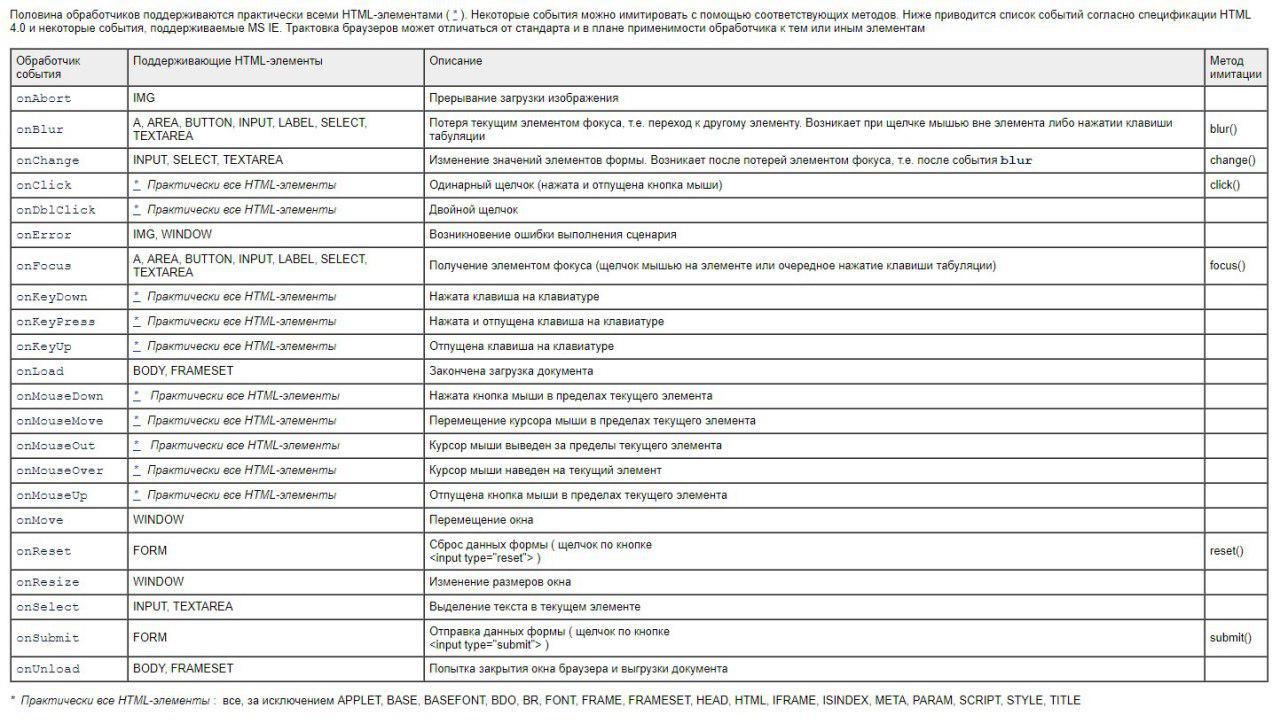 Половина обработчиков поддерживаются практически всеми HTML-элементами ( * ). Некоторые события можно имитировать с помощью соответствующих методов. Ниже приводится список событий согласно спецификации HTML
4.0 и некоторые события, поддерживаемые MS IE. Трактовка браузеров может отличаться от стандарта и в плане применимости обработчика к тем или иным элементам
Обработчик события Поддерживающие HTML-элементы Описание Метод имитации
onAbort IMG Прерывание загрузки изображения
onBlur A, AREA, BUTTON, INPUT, LABEL, SELECT, TEXTAREA Потеря текущим элементом фокуса, т.е. переход к другому элементу. Возникает при щелчке мышью вне элемента либо нажатии клавиши табуляции blur()
onChange INPUT, SELECT, TEXTAREA Изменение значений элементов формы. Возникает после потерей элементом фокуса, т.е. после события blur change()
onClick * Практически все HTML-элементы Одинарный щелчок (нажата и отпущена кнопка мыши) click()
onDblClick * Практически все HTML-элементы Двойной щелчок
onError IMG, WINDOW Возникновение ошибки выполнения сценария
onFocus A, AREA, BUTTON, INPUT, LABEL, SELECT, TEXTAREA Получение элементом фокуса (щелчок мышью на элементе или очередное нажатие клавиши табуляции) focus()
onKeyDown * Практически все HTML-элементы Нажата клавиша на клавиатуре
onKeyPress * Практически все HTML-элементы Нажата и отпущена клавиша на клавиатуре
onKeyUp * Практически все HTML-элементы Отпущена клавиша на клавиатуре
onLoad BODY, FRAMESET Закончена загрузка документа
onMouseDown * Практически все HTML-элементы Нажата кнопка мыши в пределах текущего элемента
onMouseMove * Практически все HTML-элементы Перемещение курсора мыши в пределах текущего элемента
onMouseOut * Практически все HTML-элементы Курсор мыши выведен за пределы текущего элемента
onMouseOver * Практически все HTML-элементы Курсор мыши наведен на текущий элемент
onMouseUp * Практически все HTML-элементы Отпущена кнопка мыши в пределах текущего элемента
onMove WINDOW Перемещение окна
onReset FORM Сброс данных формы ( щелчок по кнопке <input type="reset"> ) reset()
onResize WINDOW Изменение размеров окна
onSelect INPUT, TEXTAREA Выделение текста в текущем элементе
onSubmit FORM Отправка данных формы ( щелчок по кнопке <input type="submit"> ) submit()
onUnload BODY, FRAMESET Попытка закрытия окна браузера и выгрузки документа
* Практически все HTML-элементы : все, за исключением APPLET, BASE, BASEFONT, BDO, BR, FONT, FRAME, FRAMESET, HEAD, HTML, IFRAME, ISINDEX, META, PARAM, SCRIPT, STYLE, TITLE